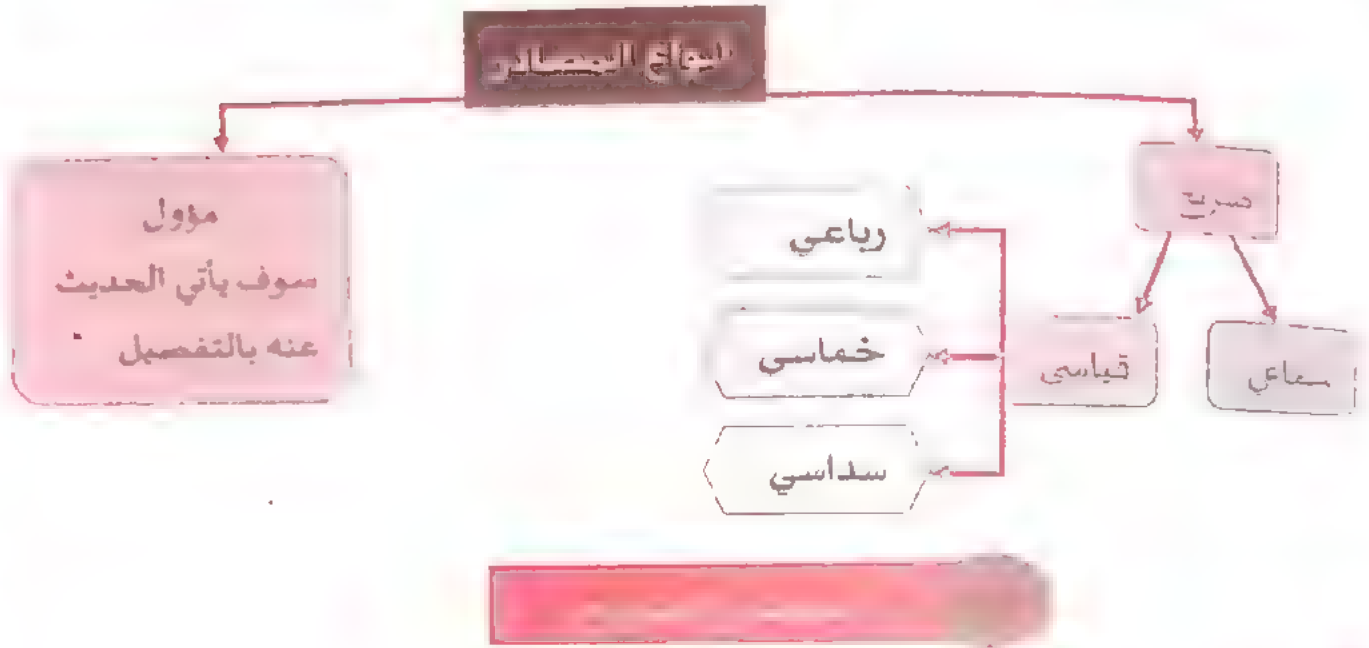 أنواع المصادر
صريح
مؤول
سوف يأتي الحديث
عنه بالتفصيل
سماعي
قياسي
رباعي
خماسي
سداسي